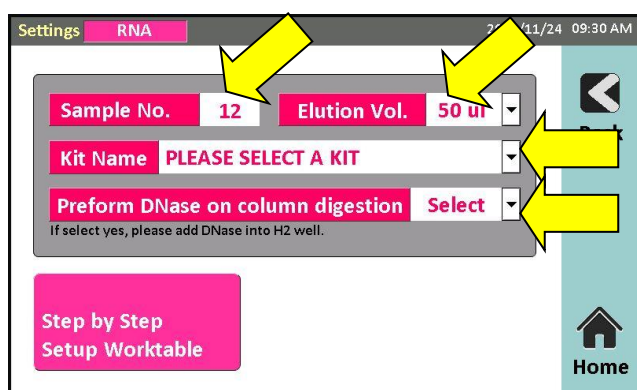 Settings RNA /11/24 09:30 AM
Sample No. 12 Elution Vol. 50 ul
Kit Name PLEASE SELECT A KIT
Preform DNase on column digestion Select
If select yes, please add DNase into H2 well.
Step by Step
Setup Worktable
Home